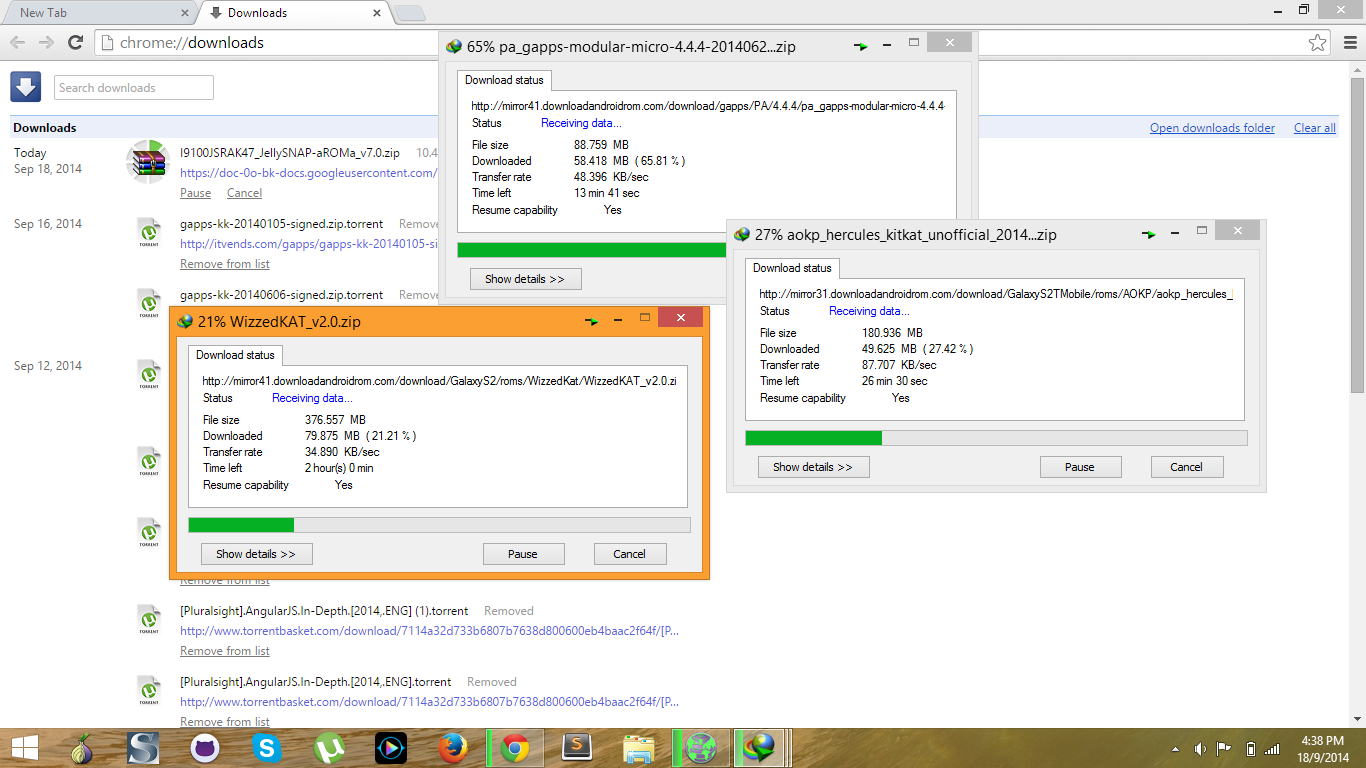 New Tab
Downloads
chrome://downloads
Search downloads
Downloads
Open downloads folder
Clear all
Today
Sep 18, 2014
I9100JSRAK47_JellySNAP-aROMa_v7.0.zip 10.4
https://doc-0o-bk-docs.googleusercontent.com/
Pause Cancel
Sep 16, 2014
gapps-kk-20140105-signed.zip.torrent Remove
http://itvends.com/gapps/gapps-kk-20140105-si
Remove from list
gapps-kk-20140606-signed.zip.torrent Removed
Sep 12, 2014
Remove from list
[Pluralsight].AngularJS.In-Depth.[2014,.ENG] (1).torrent Removed
http://www.torrentbasket.com/download/7114a32d733b6807b7638d800600eb4baac2f64f/[P...
Remove from list
[Pluralsight].AngularJS.In-Depth.[2014,.ENG].torrent Removed
http://www.torrentbasket.com/download/7114a32d733b6807b7638d800600eb4baac2f64f/[P...
Remove from list
65% pa_gapps-modular-micro-4.4.4-2014062...zip
Download status
http://mirror41.downloadandroidrom.com/download/gapps/PA/4.4.4/pa_gapps-modular-micro-4.4.4-
Status Receiving data...
File size 88.759 MB
Downloaded 58.418 MB ( 65.81 % )
Transfer rate 48.396 KB/sec
Time left 13 min 41 sec
Resume capability Yes
Show details >>
27% aokp_hercules_kitkat_unofficial_2014...zip
Download status
http://mirror31.downloadandroidrom.com/download/GalaxyS2TMobile/roms/AOKP/aokp_hercules_
Status Receiving data...
File size 180.936 MB
Downloaded 49.625 MB ( 27.42 % )
Transfer rate 87.707 KB/sec
Time left 26 min 30 sec
Resume capability Yes
Show details >> Pause Cancel
21% WizzedKAT_v2.0.zip
Download status
http://mirror41.downloadandroidrom.com/download/GalaxyS2/roms/WizzedKat/WizzedKAT_v2.0.zi
Status Receiving data...
File size 376.557 MB
Downloaded 79.875 MB ( 21.21 % )
Transfer rate 34.890 KB/sec
Time left 2 hour(s) 0 min
Resume capability Yes
Show details >> Pause Cancel
4:38 PM
18/9/2014